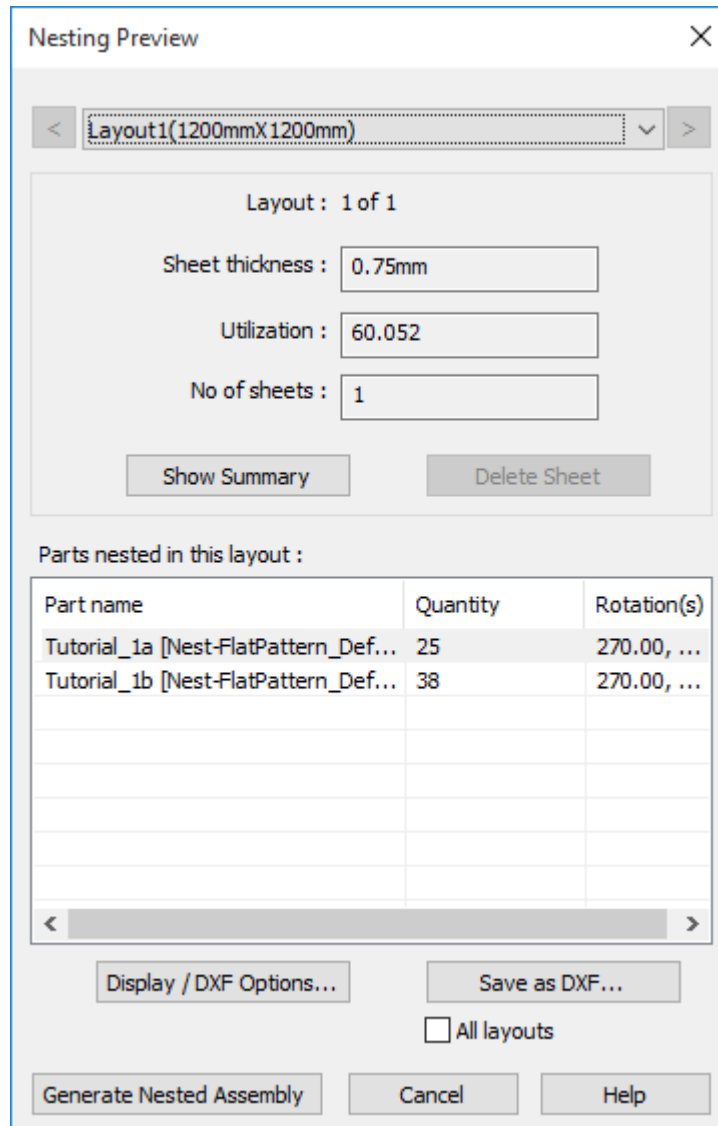 Nesting Preview
<
Layout1(1200mmX1200mm)
>
Layout : 1 of 1
Sheet thickness : 0.75mm
Utilization : 60.052
No of sheets : 1
Show Summary Delete Sheet
Parts nested in this layout :
Part name Quantity Rotation(s)
Tutorial_1a [Nest-FlatPattern_Def... 25 270.00, ...
Tutorial_1b [Nest-FlatPattern_Def... 38 270.00, ...
Display / DXF Options... Save as DXF...
All layouts
Generate Nested Assembly Cancel Help